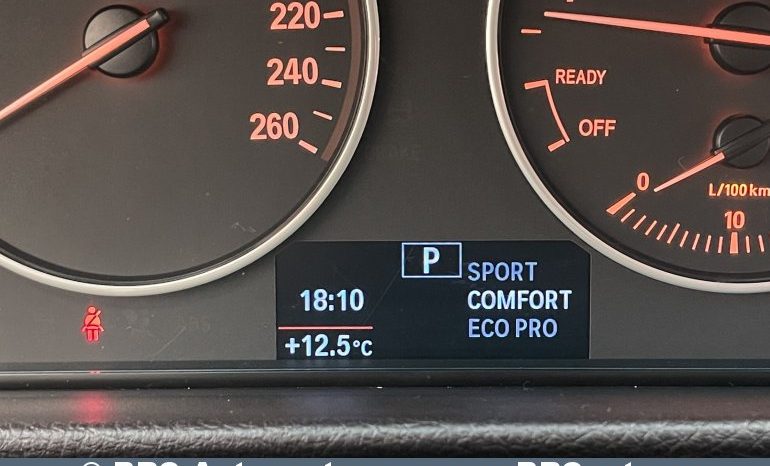 220
240
260
READY
OFF
0
L/100 km
10
P
SPORT
18:10
COMFORT
ECO PRO
+12.5°C